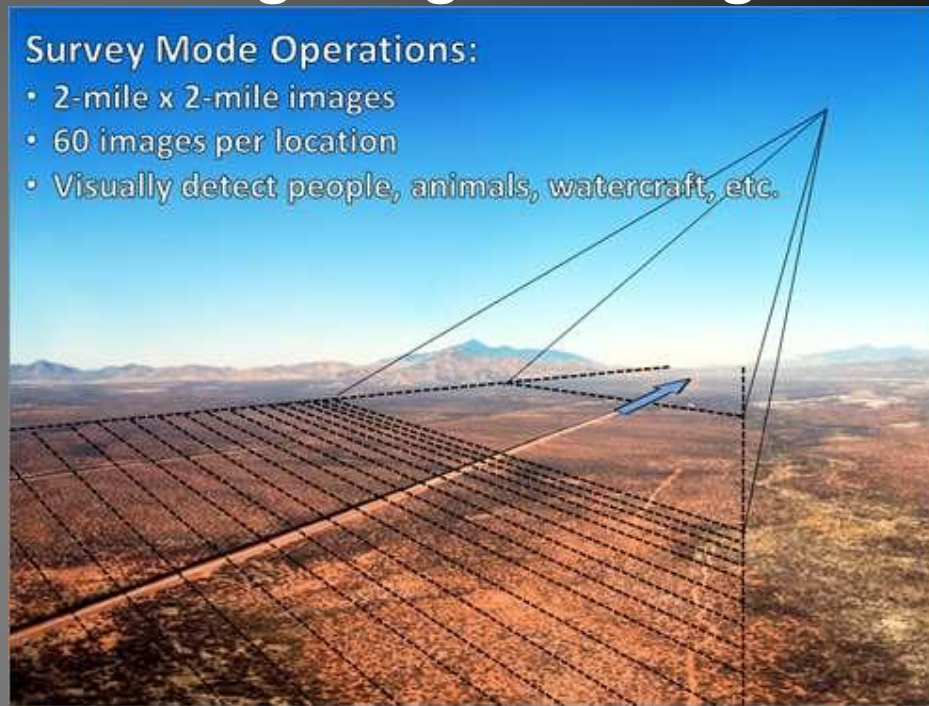 Survey Mode Operations:
• 2-mile x 2-mile images
• 60 images per location
• Visually detect people, animals, watercraft, etc.